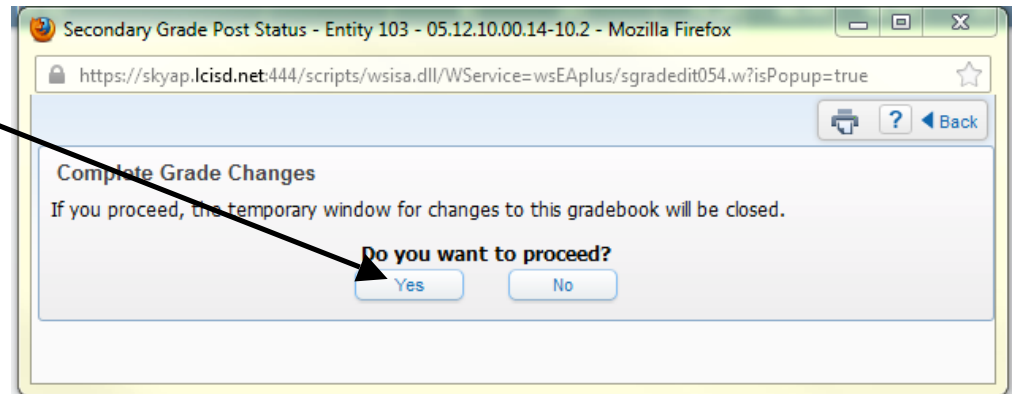 Secondary Grade Post Status - Entity 103 - 05.12.10.00.14-10.2 - Mozilla Firefox
https://skyap.lcisd.net:444/scripts/wsisa.dll/WService=wsEAplus/sgradedit054.w?isPopup=true
? Back
Complete Grade Changes
If you proceed, the temporary window for changes to this gradebook will be closed.
Do you want to proceed?
Yes No